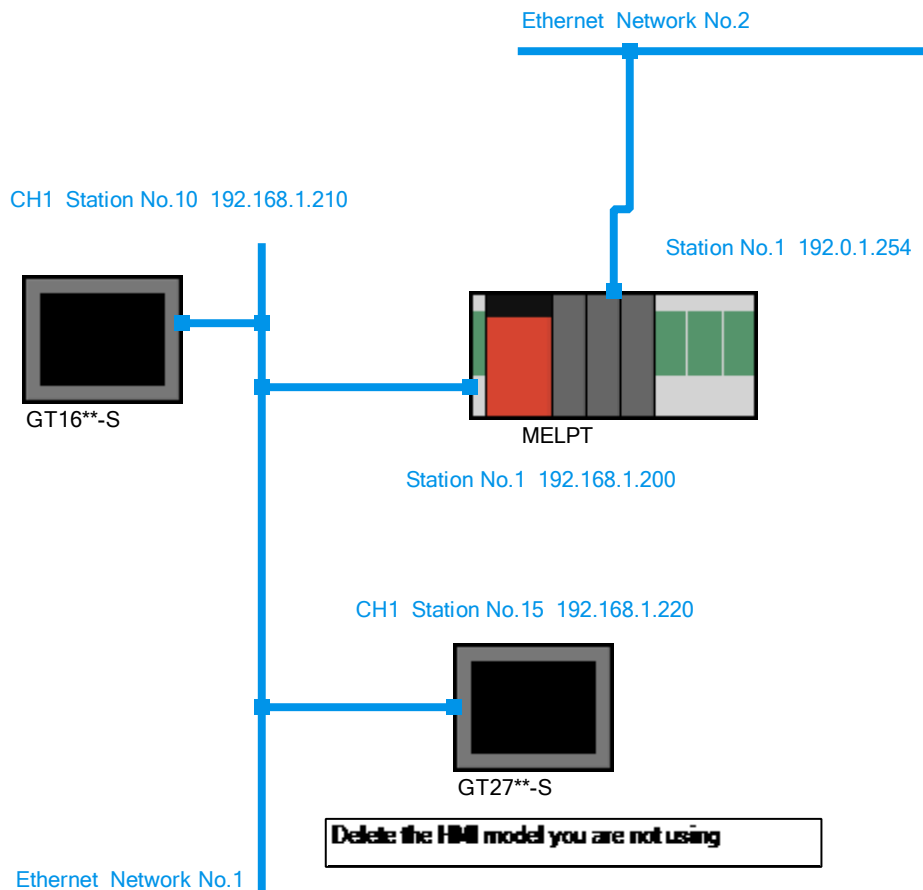 Ethernet Network No.2
CH1 Station No.10 192.168.1.210
Station No.1 192.0.1.254
GT16**-S
MELPT
Station No.1 192.168.1.200
CH1 Station No.15 192.168.1.220
GT27**-S
Delete the HMI model you are not using
Ethernet Network No.1